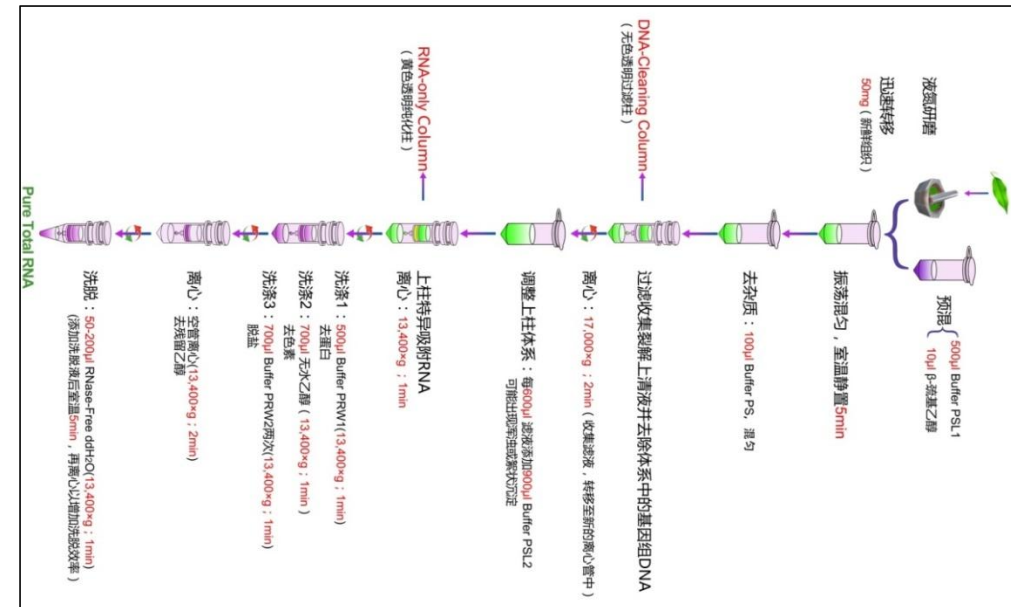 液氮研磨
迅速转移
50mg（新鲜组织）
预混
500μl Buffer PSL1
10μl β-巯基乙醇
振荡混匀，室温静置5min
去杂质：100μl Buffer PS，混匀
DNA-Cleaning Column
（无色透明过滤柱）
过滤收集裂解上清液并去除体系中的基因组DNA
离心：17,000×g；2min（收集滤液，转移至新的离心管中）
调整上柱体系：每600μl 滤液添加900μl Buffer PSL2
可能出现浑浊或絮状沉淀
RNA-only Column
（黄色透明纯化柱）
上柱特异吸附RNA
离心：13,400×g；1min
洗涤1：500μl Buffer PRW1(13,400×g；1min)
去蛋白
洗涤2：700μl 无水乙醇（13,400×g；1min）
去色素
洗涤3：700μl Buffer PRW2两次(13,400×g；1min)
脱盐
离心：空管离心(13,400×g；2min)
去残留乙醇
洗脱：50-200μl RNase-Free ddH2O(13,400×g；1min)
(添加洗脱液后室温5min，再离心以增加洗脱效率）
Pure Total RNA